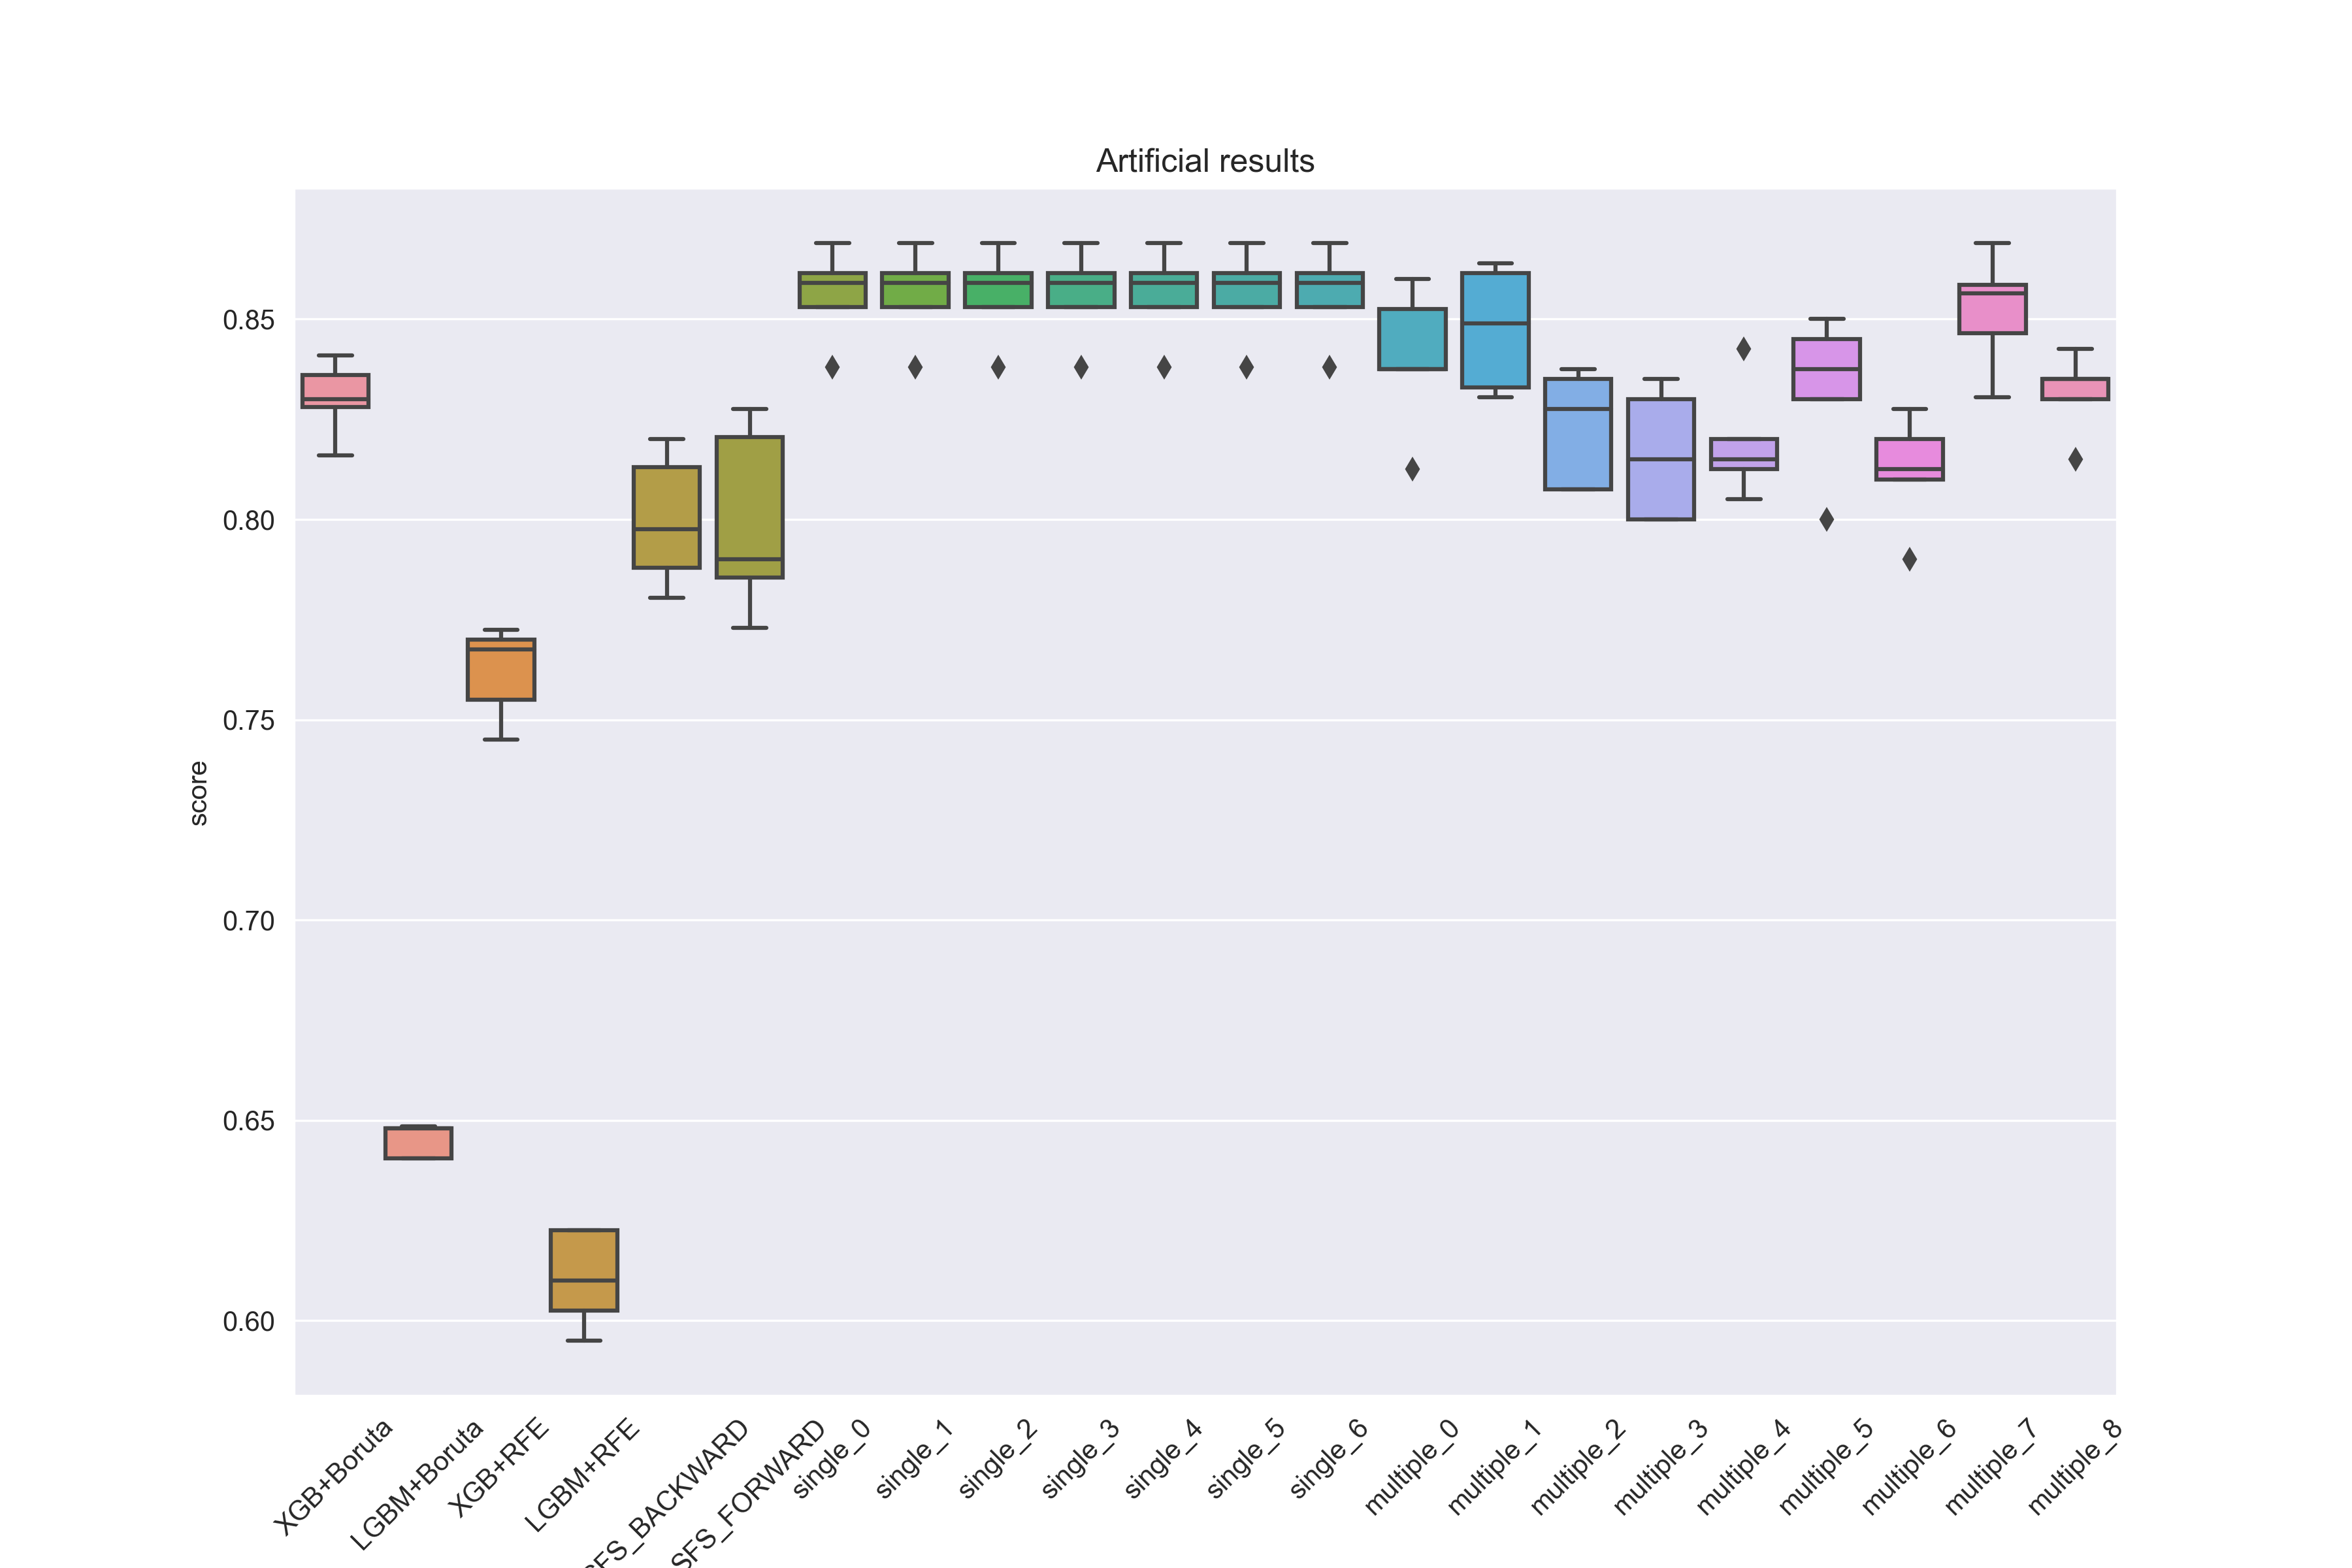 Artificial results
0.85
0.80
0.75
0.70
0.65
0.60
score
XGB+Boruta
LGBM+Boruta
XGB+RFE
LGBM+RFE
SFS_BACKWARD
SFS_FORWARD
single_0
single_1
single_2
single_3
single_4
single_5
single_6
multiple_0
multiple_1
multiple_2
multiple_3
multiple_4
multiple_5
multiple_6
multiple_7
multiple_8